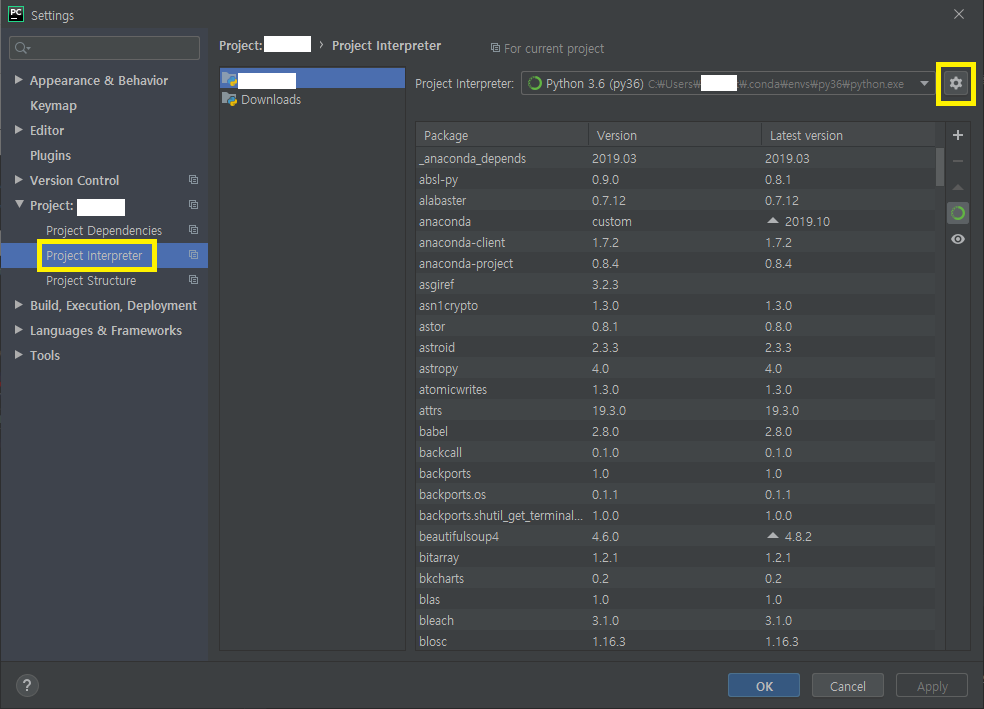 PC Settings
Project: › Project Interpreter For current project
Appearance & Behavior
Keymap
Editor
Plugins
Version Control
Project:
Project Dependencies
Project Interpreter
Project Structure
Build, Execution, Deployment
Languages & Frameworks
Tools
Downloads
Project Interpreter: Python 3.6 (py36) C:₩Users₩ ₩.conda₩envs₩py36₩python.exe
Package Version Latest version
_anaconda_depends 2019.03 2019.03
absl-py 0.9.0 0.8.1
alabaster 0.7.12 0.7.12
anaconda custom 2019.10
anaconda-client 1.7.2 1.7.2
anaconda-project 0.8.4 0.8.4
asgiref 3.2.3
asn1crypto 1.3.0 1.3.0
astor 0.8.1 0.8.0
astroid 2.3.3 2.3.3
astropy 4.0 4.0
atomicwrites 1.3.0 1.3.0
attrs 19.3.0 19.3.0
babel 2.8.0 2.8.0
backcall 0.1.0 0.1.0
backports 1.0 1.0
backports.os 0.1.1 0.1.1
backports.shutil_get_terminal... 1.0.0 1.0.0
beautifulsoup4 4.6.0 4.8.2
bitarray 1.2.1 1.2.1
bkcharts 0.2 0.2
blas 1.0 1.0
bleach 3.1.0 3.1.0
blosc 1.16.3 1.16.3
? OK Cancel Apply